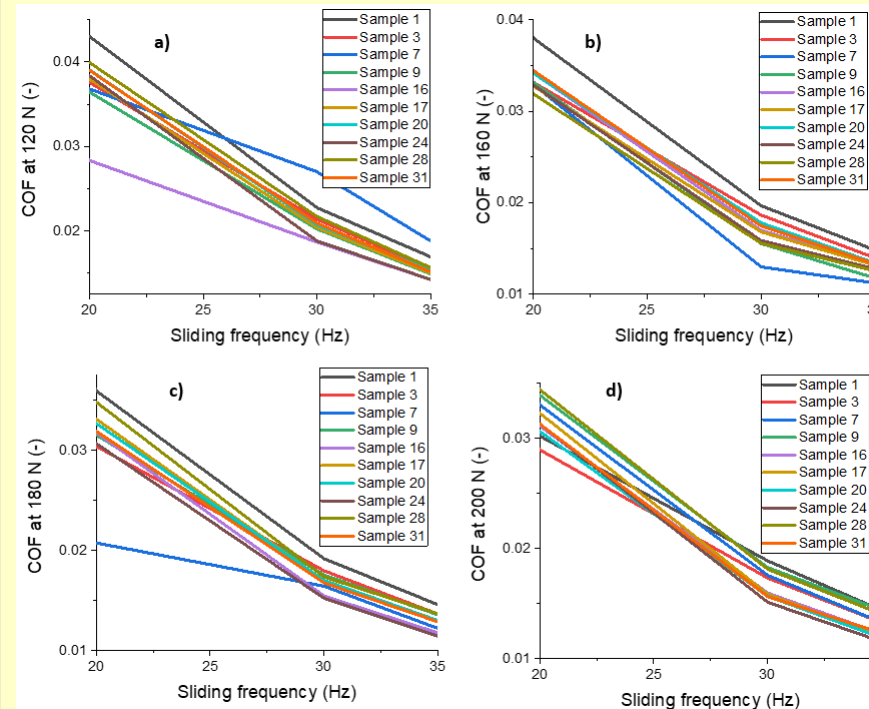 a)
Sample 1
Sample 3
Sample 7
Sample 9
Sample 16
Sample 17
Sample 20
Sample 24
Sample 28
Sample 31
COF at 120 N (-)
0.04
0.03
0.02
20 25 30 35
Sliding frequency (Hz)
b)
Sample 1
Sample 3
Sample 7
Sample 9
Sample 16
Sample 17
Sample 20
Sample 24
Sample 28
Sample 31
COF at 160 N (-)
0.04
0.03
0.02
0.01
20 25 30 35
Sliding frequency (Hz)
c)
Sample 1
Sample 3
Sample 7
Sample 9
Sample 16
Sample 17
Sample 20
Sample 24
Sample 28
Sample 31
COF at 180 N (-)
0.03
0.02
0.01
20 25 30 35
Sliding frequency (Hz)
d)
Sample 1
Sample 3
Sample 7
Sample 9
Sample 16
Sample 17
Sample 20
Sample 24
Sample 28
Sample 31
COF at 200 N (-)
0.03
0.02
0.01
20 25 30
Sliding frequency (Hz)